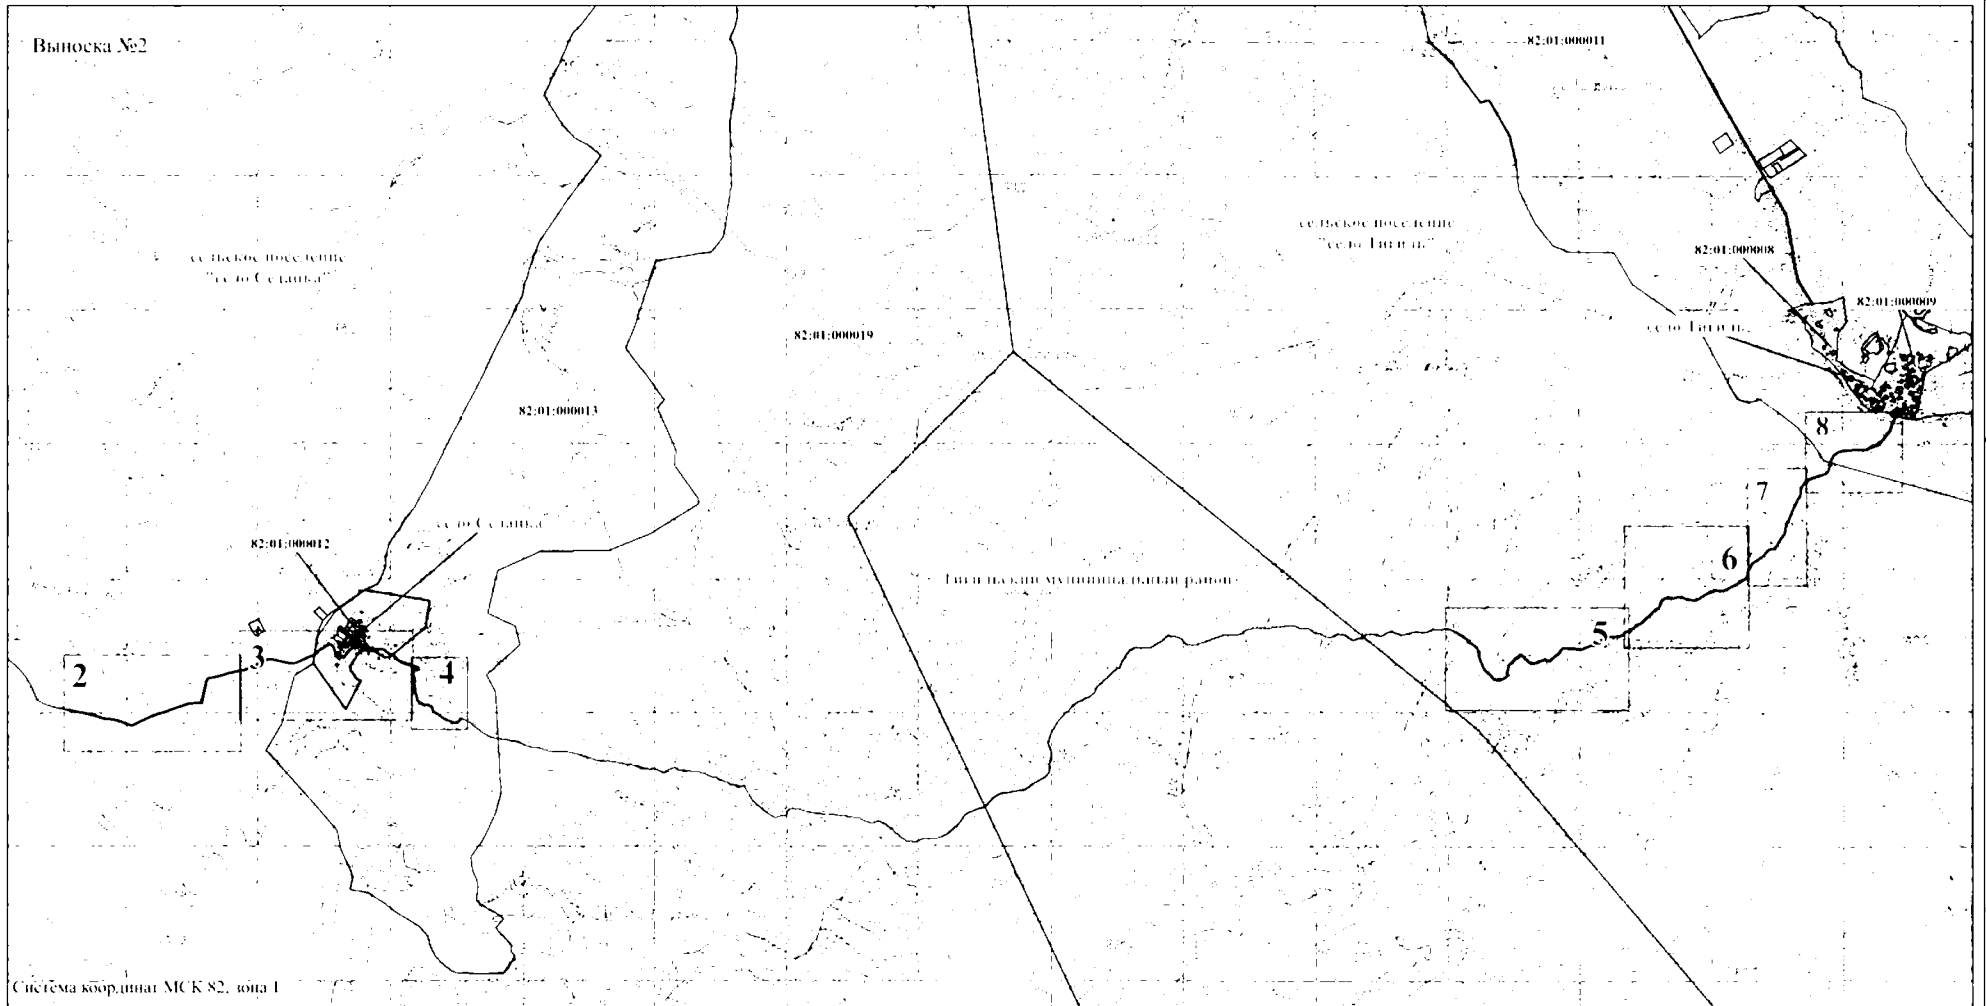 Выноска №2
82:01:000011
сельское поселение
"село Седанка"
сельское поселение
"село Тигиль"
82:01:000008
82:01:000009
село Тигиль
82:01:000019
82:01:000013
село Седанка
82:01:000012
Тигильский муниципальный район
8
7
6
5
2
3
4
Система координат МСК 82, зона 1